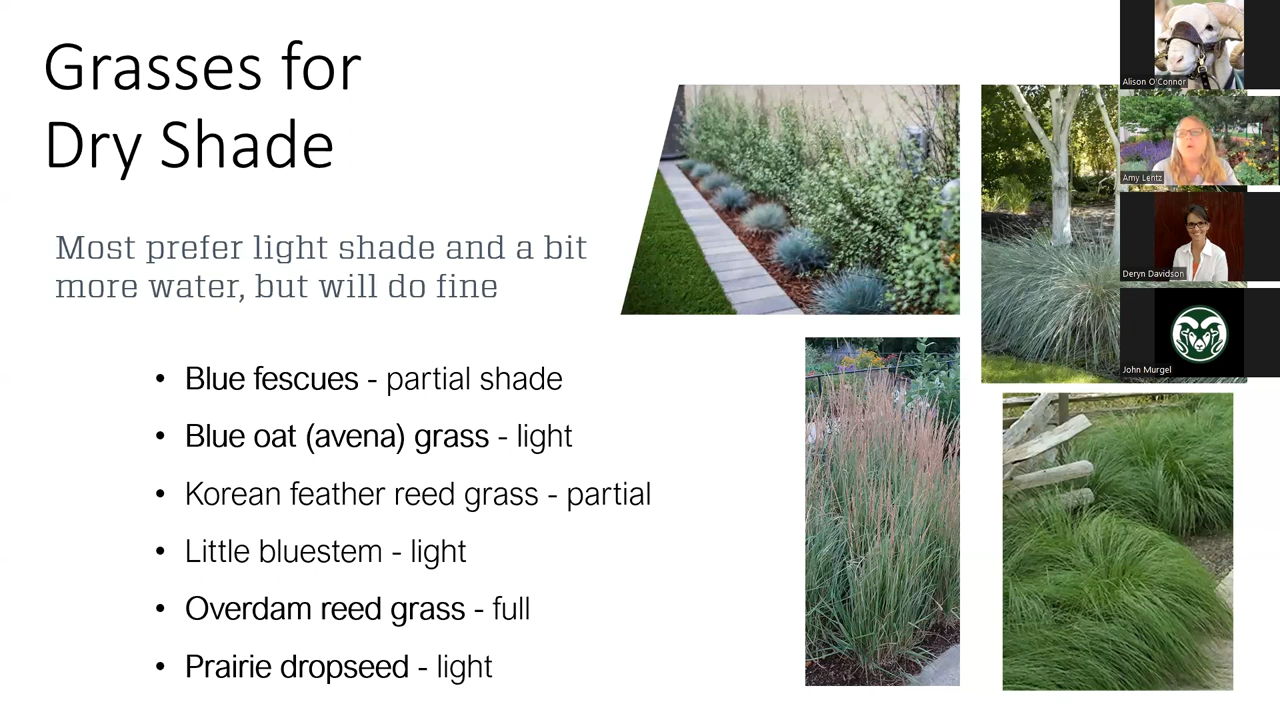 Grasses for
Dry Shade
Most prefer light shade and a bit
more water, but will do fine
• Blue fescues - partial shade
• Blue oat (avena) grass - light
• Korean feather reed grass - partial
• Little bluestem - light
• Overdam reed grass - full
• Prairie dropseed - light
Alison O'Connor
Amy Lentz
Deryn Davidson
John Murgel